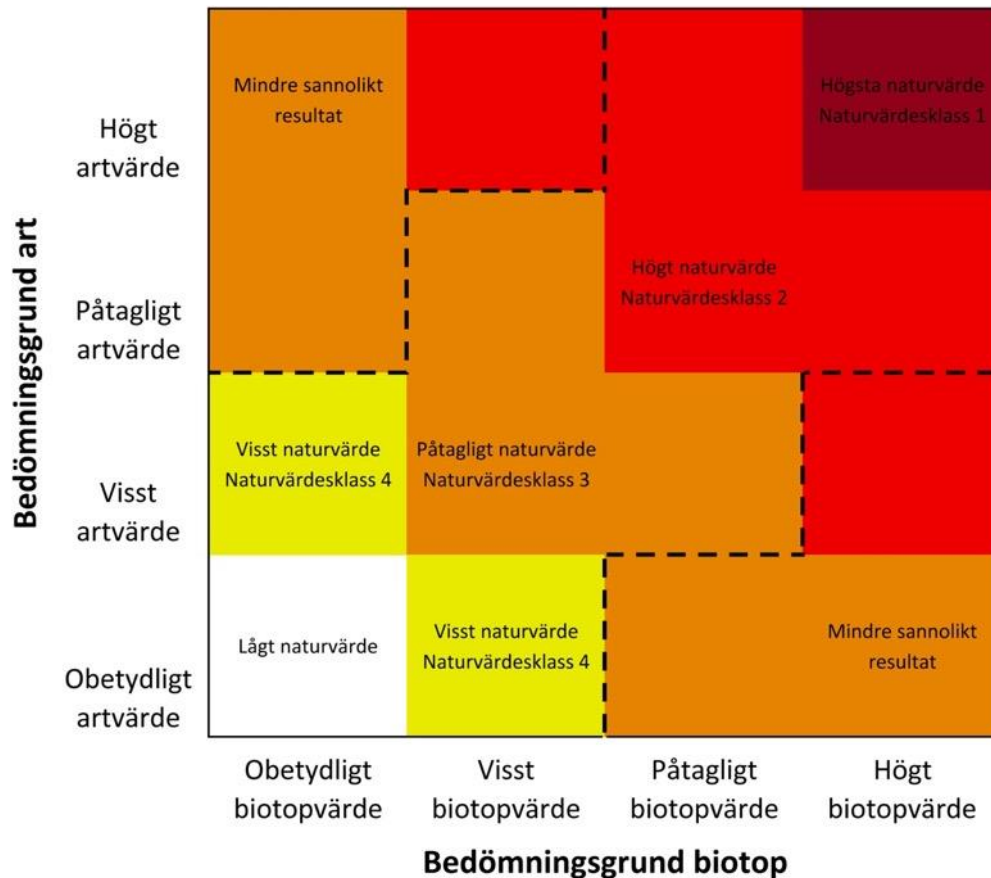 Bedömningsgrund art
Högt
artvärde
Mindre sannolikt
resultat
Högsta naturvärde
Naturvärdesklass 1
Påtagligt
artvärde
Högt naturvärde
Naturvärdesklass 2
Visst
artvärde
Visst naturvärde
Naturvärdesklass 4
Påtagligt naturvärde
Naturvärdesklass 3
Obetydligt
artvärde
Lågt naturvärde
Visst naturvärde
Naturvärdesklass 4
Mindre sannolikt
resultat
Obetydligt
biotopvärde
Visst
biotopvärde
Påtagligt
biotopvärde
Högt
biotopvärde
Bedömningsgrund biotop